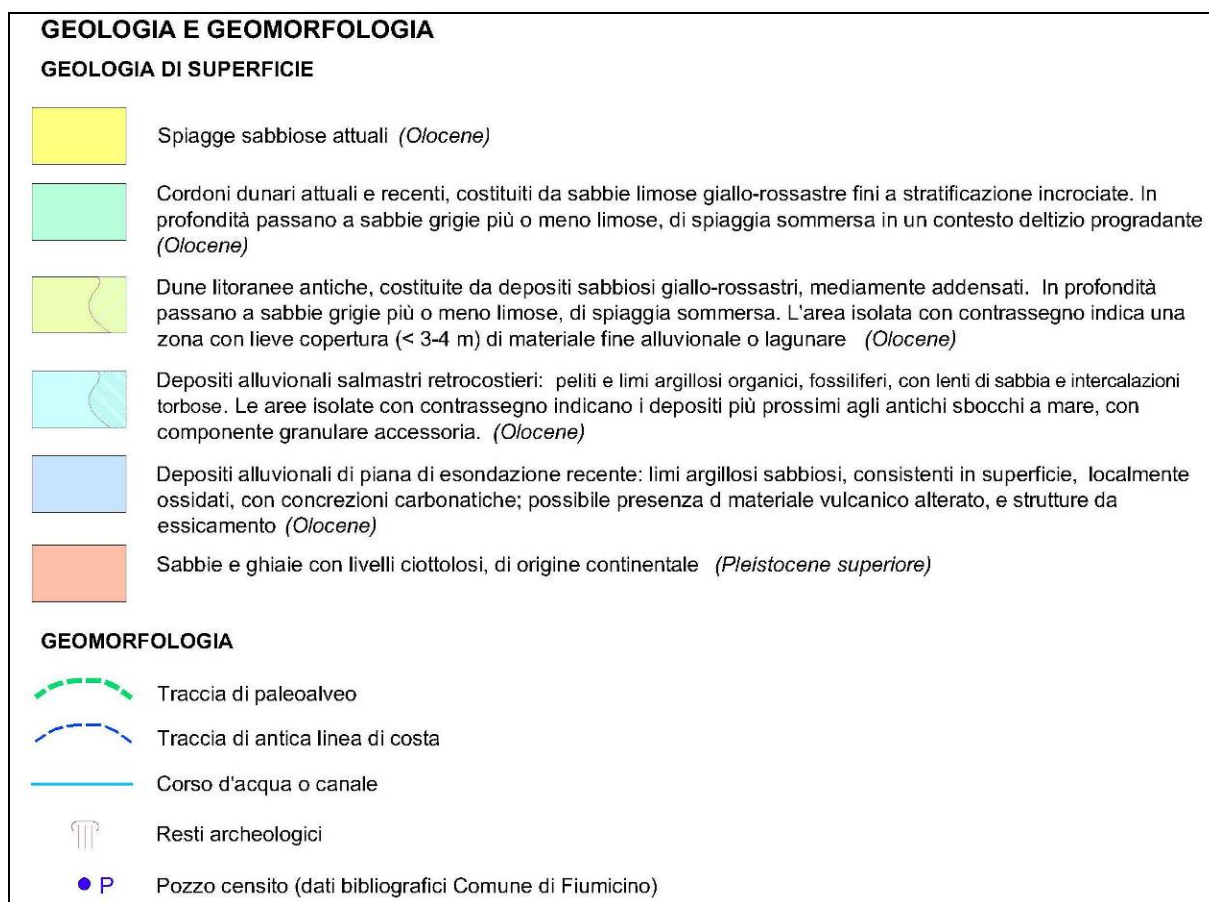 GEOLOGIA E GEOMORFOLOGIA
GEOLOGIA DI SUPERFICIE
Spiagge sabbiose attuali (Olocene)
Cordoni dunari attuali e recenti, costituiti da sabbie limose giallo-rossastre fini a stratificazione incrociate. In
profondità passano a sabbie grigie più o meno limose, di spiaggia sommersa in un contesto deltizio progradante
(Olocene)
Dune litoranee antiche, costituite da depositi sabbiosi giallo-rossastri, mediamente addensati. In profondità
passano a sabbie grigie più o meno limose, di spiaggia sommersa. L'area isolata con contrassegno indica una
zona con lieve copertura (< 3-4 m) di materiale fine alluvionale o lagunare (Olocene)
Depositi alluvionali salmastri retrocostieri: peliti e limi argillosi organici, fossiliferi, con lenti di sabbia e intercalazioni
torbose. Le aree isolate con contrassegno indicano i depositi più prossimi agli antichi sbocchi a mare, con
componente granulare accessoria. (Olocene)
Depositi alluvionali di piana di esondazione recente: limi argillosi sabbiosi, consistenti in superficie, localmente
ossidati, con concrezioni carbonatiche; possibile presenza d materiale vulcanico alterato, e strutture da
essicamento (Olocene)
Sabbie e ghiaie con livelli ciottolosi, di origine continentale (Pleistocene superiore)
GEOMORFOLOGIA
Traccia di paleoalveo
Traccia di antica linea di costa
Corso d'acqua o canale
Resti archeologici
P Pozzo censito (dati bibliografici Comune di Fiumicino)